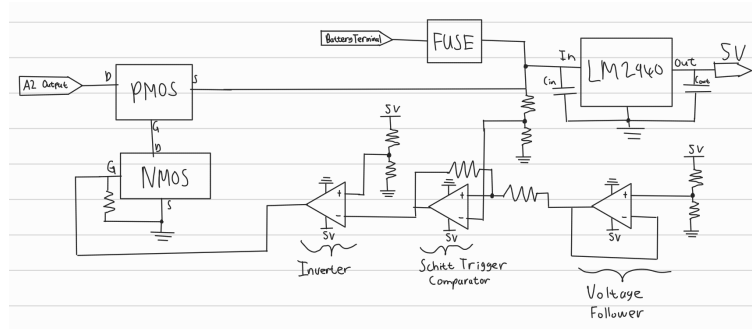 Battery Terminal
FUSE
In
LM2940
Out
5V
Cin
Cout
A2 Output
D
PMOS
S
G
D
G
NMOS
S
5V
+
-
5V
Inverter
+
-
5V
Schitt Trigger
Comparator
5V
+
-
5V
Voltage
Follower